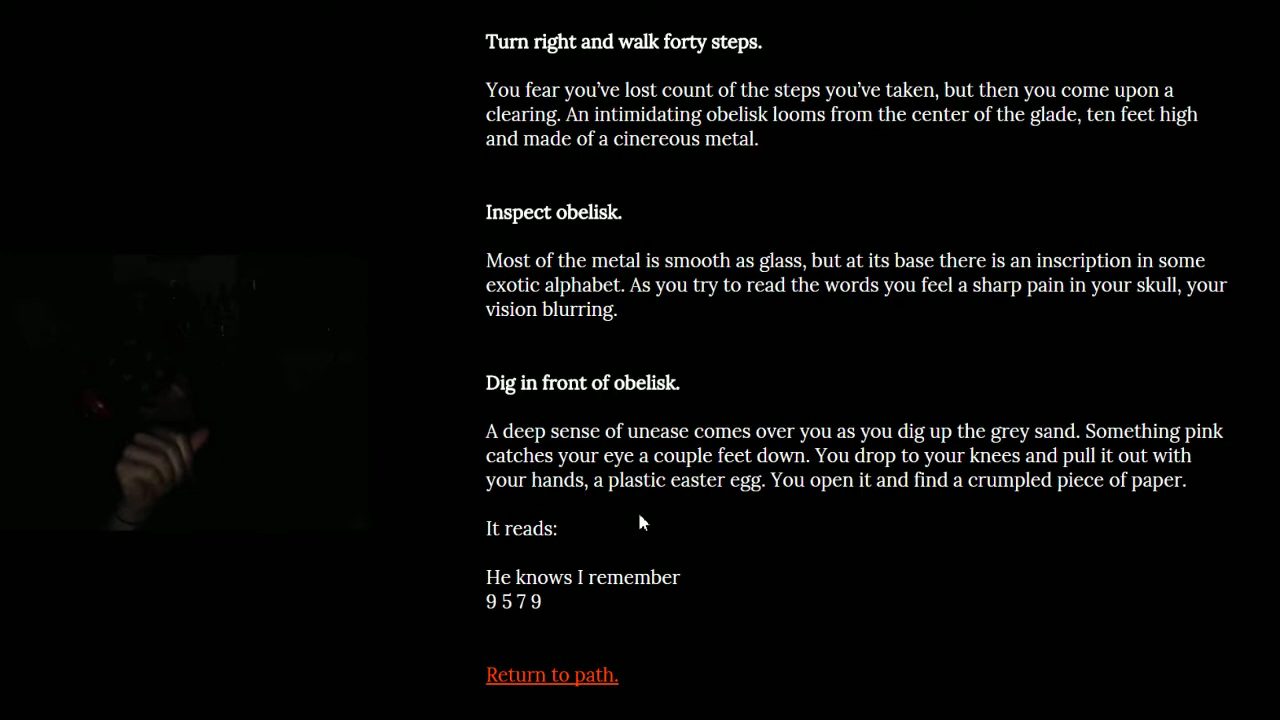 Turn right and walk forty steps.
You fear you’ve lost count of the steps you’ve taken, but then you come upon a
clearing. An intimidating obelisk looms from the center of the glade, ten feet high
and made of a cinereous metal.
Inspect obelisk.
Most of the metal is smooth as glass, but at its base there is an inscription in some
exotic alphabet. As you try to read the words you feel a sharp pain in your skull, your
vision blurring.
Dig in front of obelisk.
A deep sense of unease comes over you as you dig up the grey sand. Something pink
catches your eye a couple feet down. You drop to your knees and pull it out with
your hands, a plastic easter egg. You open it and find a crumpled piece of paper.
It reads:
He knows I remember
9 5 7 9
Return to path.